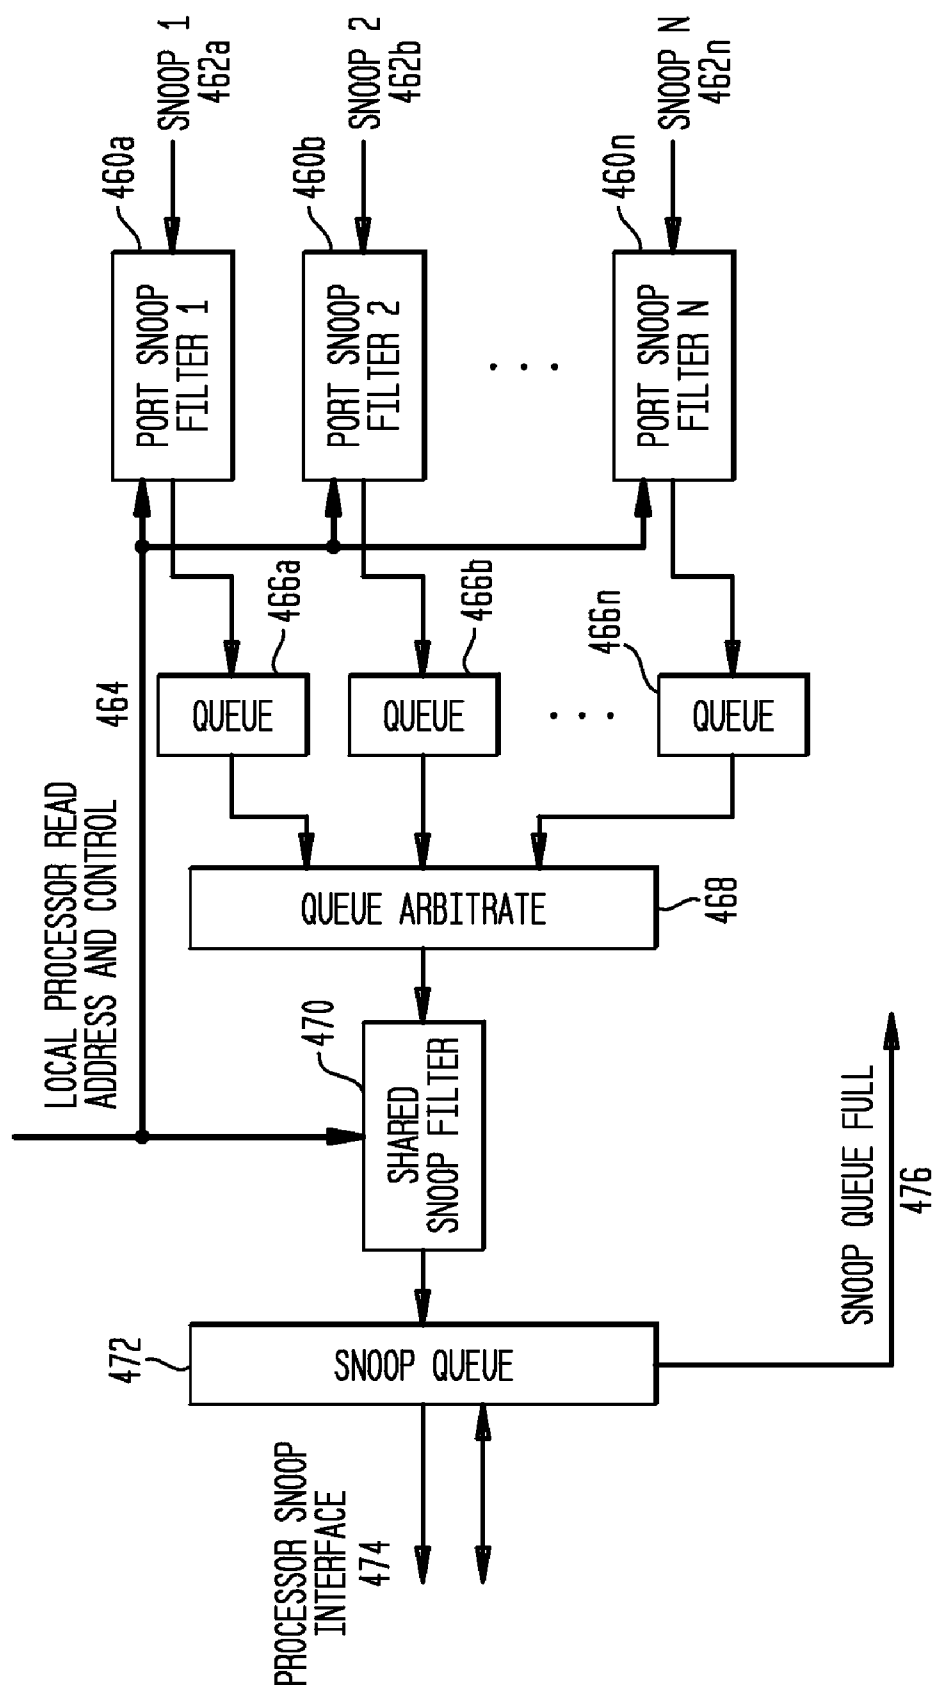 SNOOP 1
462a
SNOOP 2
462b
SNOOP N
462n
460a
460b
460n
PORT SNOOP
FILTER 1
PORT SNOOP
FILTER 2
. . .
PORT SNOOP
FILTER N
464
466a
466b
466n
QUEUE
QUEUE
. . .
QUEUE
LOCAL PROCESSOR READ
ADDRESS AND CONTROL
QUEUE ARBITRATE
468
470
SHARED
SNOOP FILTER
472
SNOOP QUEUE
SNOOP QUEUE FULL
476
PROCESSOR SNOOP
INTERFACE
474